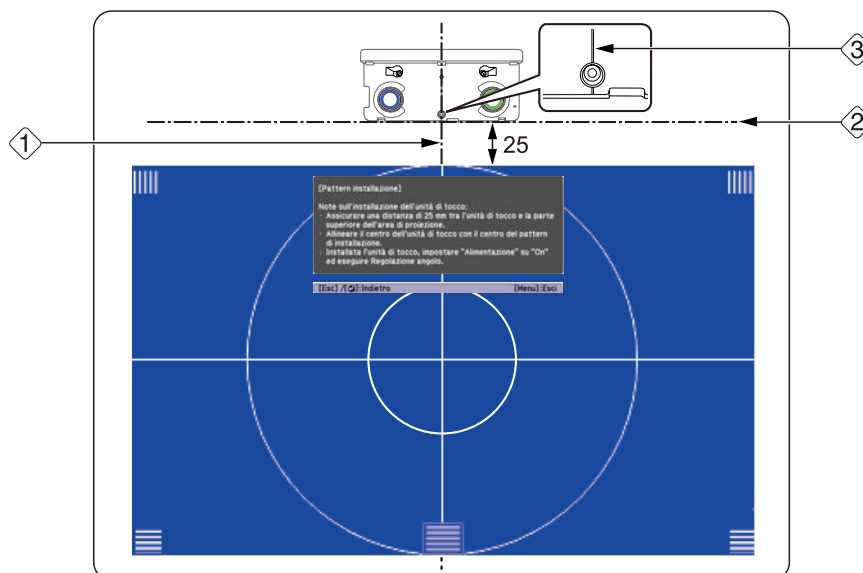 3
2
1
25
[Pattern installazione]
Note sull'installazione dell'unità di tocco:
· Assicurare una distanza di 25 mm tra l'unità di tocco e la parte
superiore dell'area di proiezione.
· Allineare il centro dell'unità di tocco con il centro del pattern
di installazione.
· Installata l'unità di tocco, impostare "Alimentazione" su "On"
ed eseguire Regolazione angolo.
[Esc] /[ ]:Indietro [Menu]:Esci